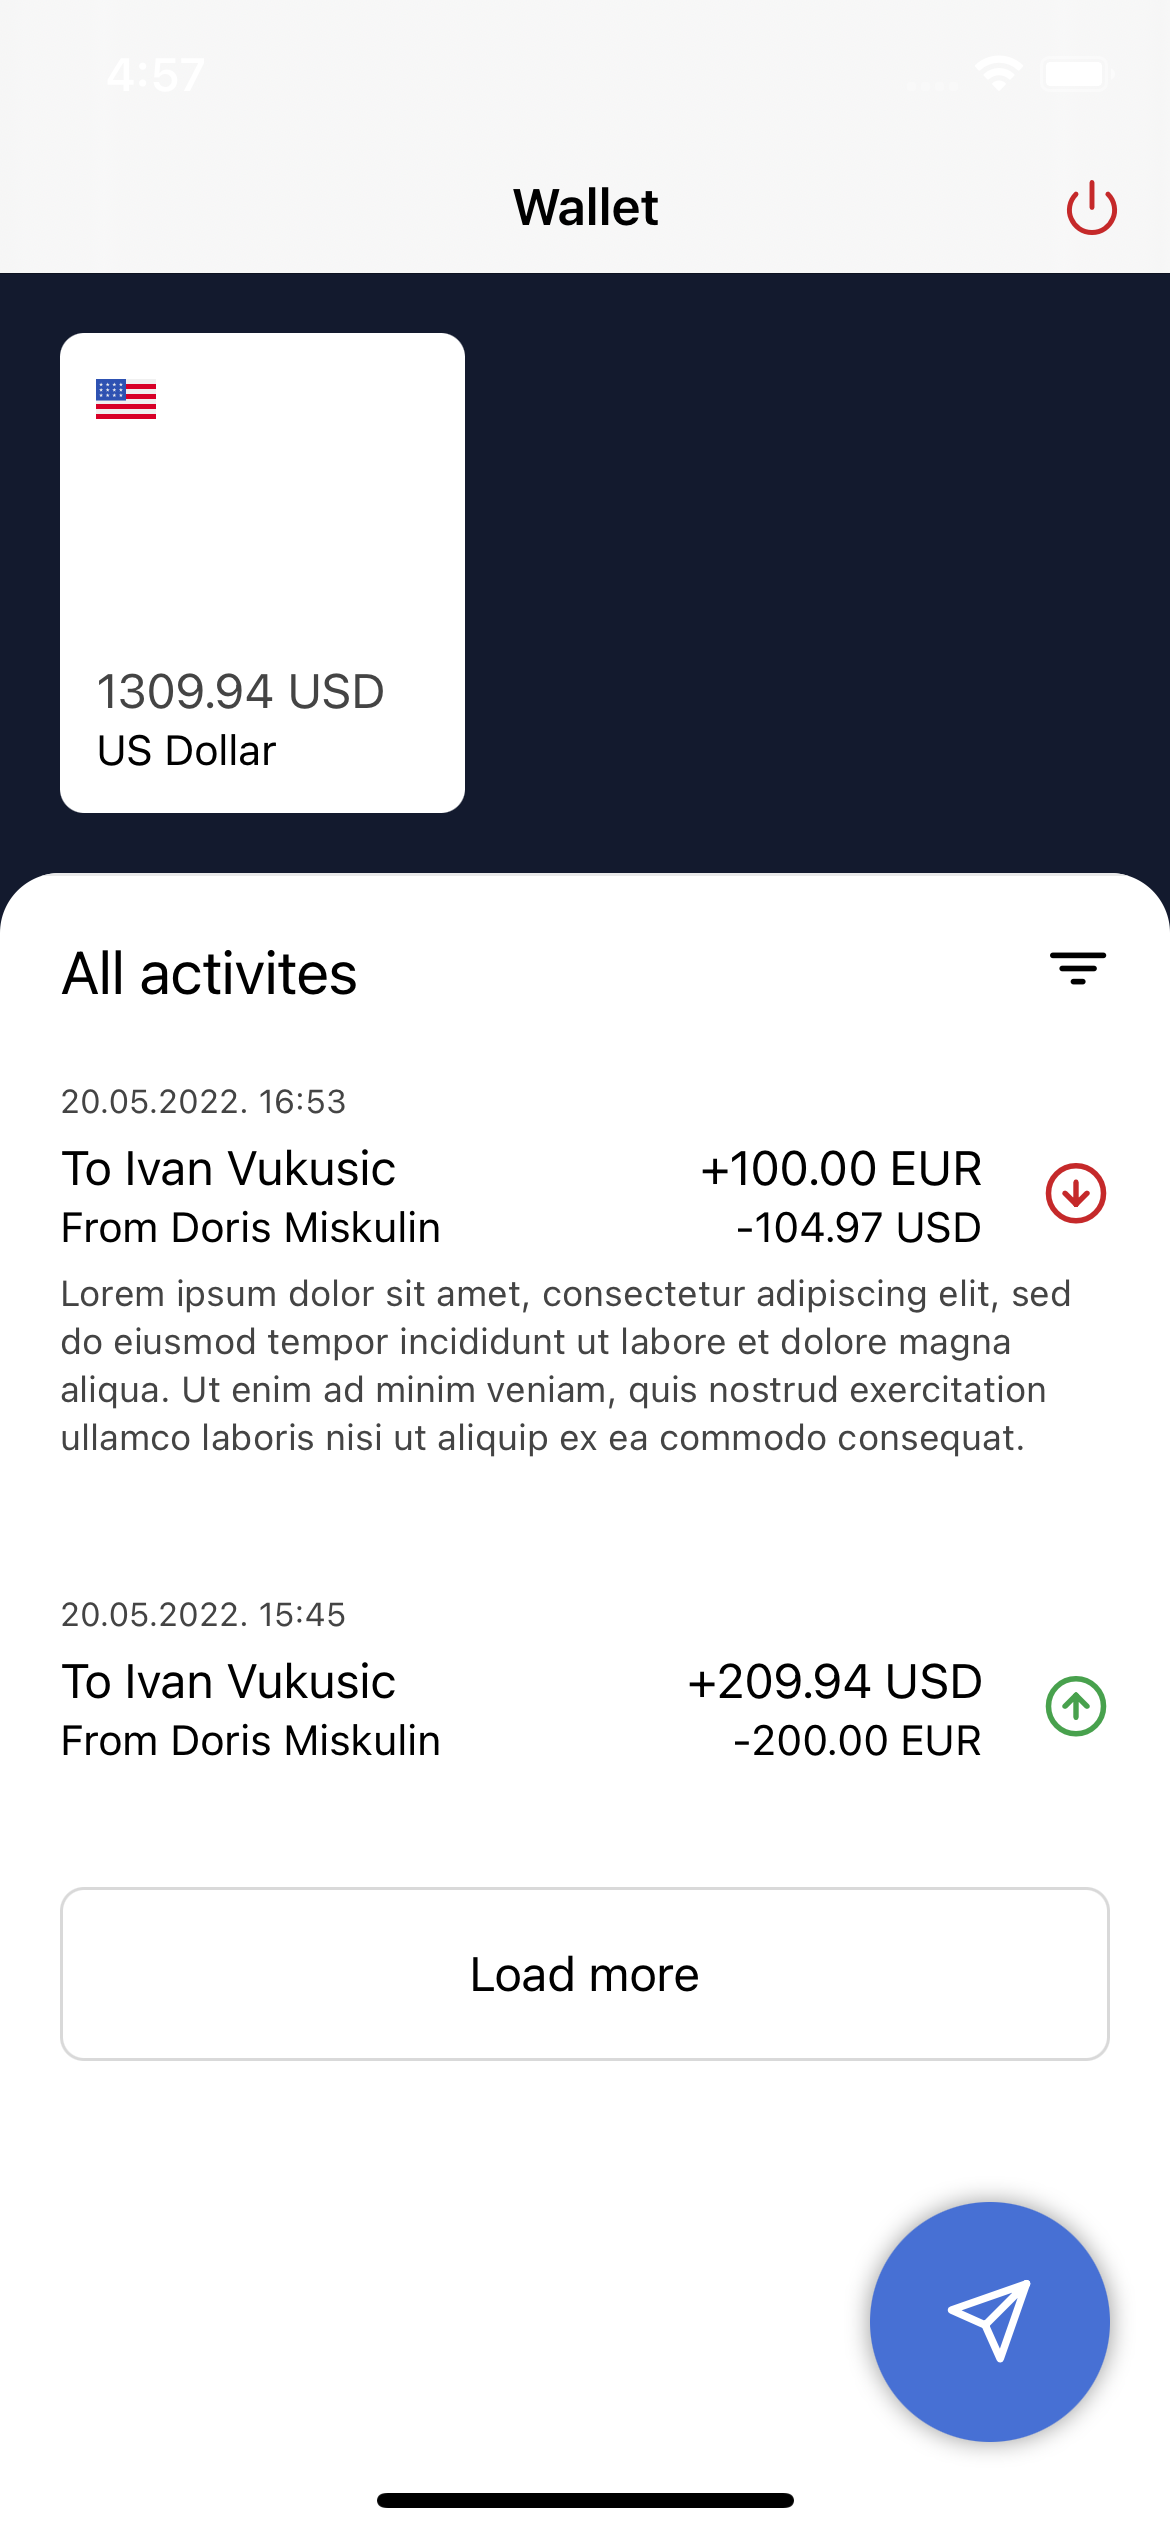 4:57
Wallet
1309.94 USD
US Dollar
All activites
20.05.2022. 16:53
To Ivan Vukusic +100.00 EUR
From Doris Miskulin -104.97 USD
Lorem ipsum dolor sit amet, consectetur adipiscing elit, sed
do eiusmod tempor incididunt ut labore et dolore magna
aliqua. Ut enim ad minim veniam, quis nostrud exercitation
ullamco laboris nisi ut aliquip ex ea commodo consequat.
20.05.2022. 15:45
To Ivan Vukusic +209.94 USD
From Doris Miskulin -200.00 EUR
Load more